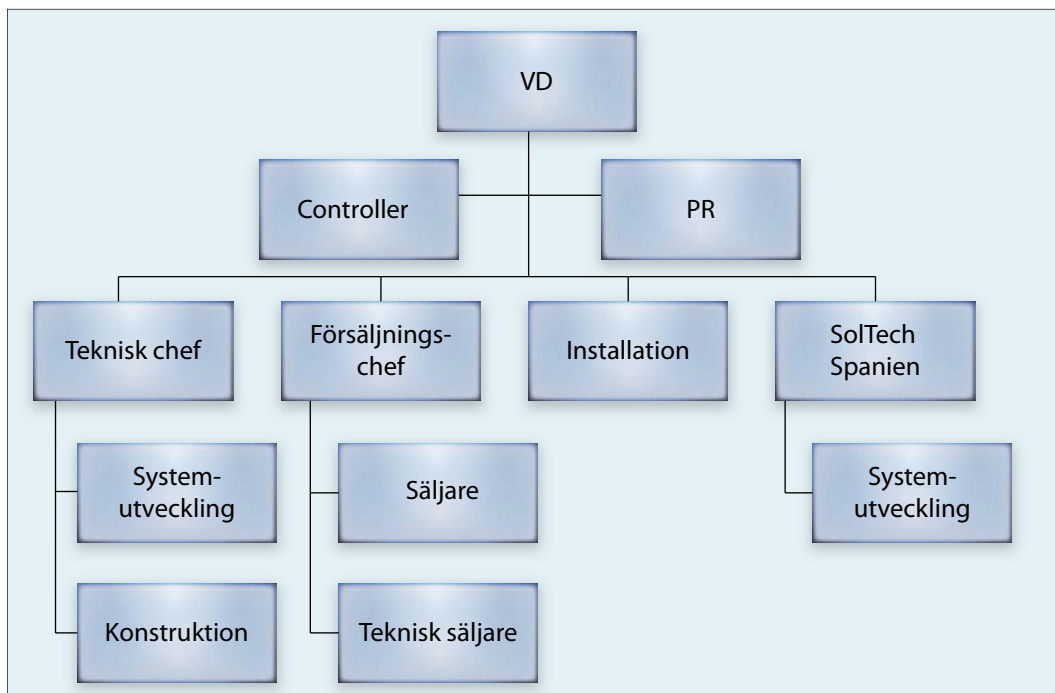 VD
Controller
PR
Teknisk chef
Försäljnings-
chef
Installation
SolTech
Spanien
System-
utveckling
Säljare
System-
utveckling
Konstruktion
Teknisk säljare